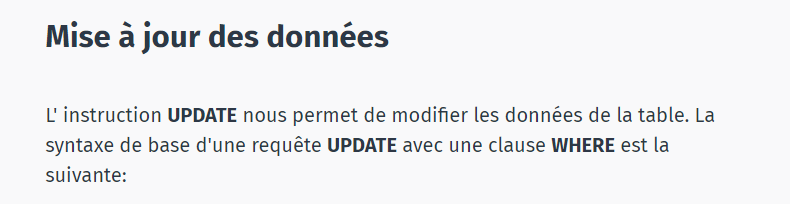 Mise à jour des données
L' instruction UPDATE nous permet de modifier les données de la table. La
syntaxe de base d'une requête UPDATE avec une clause WHERE est la
suivante: